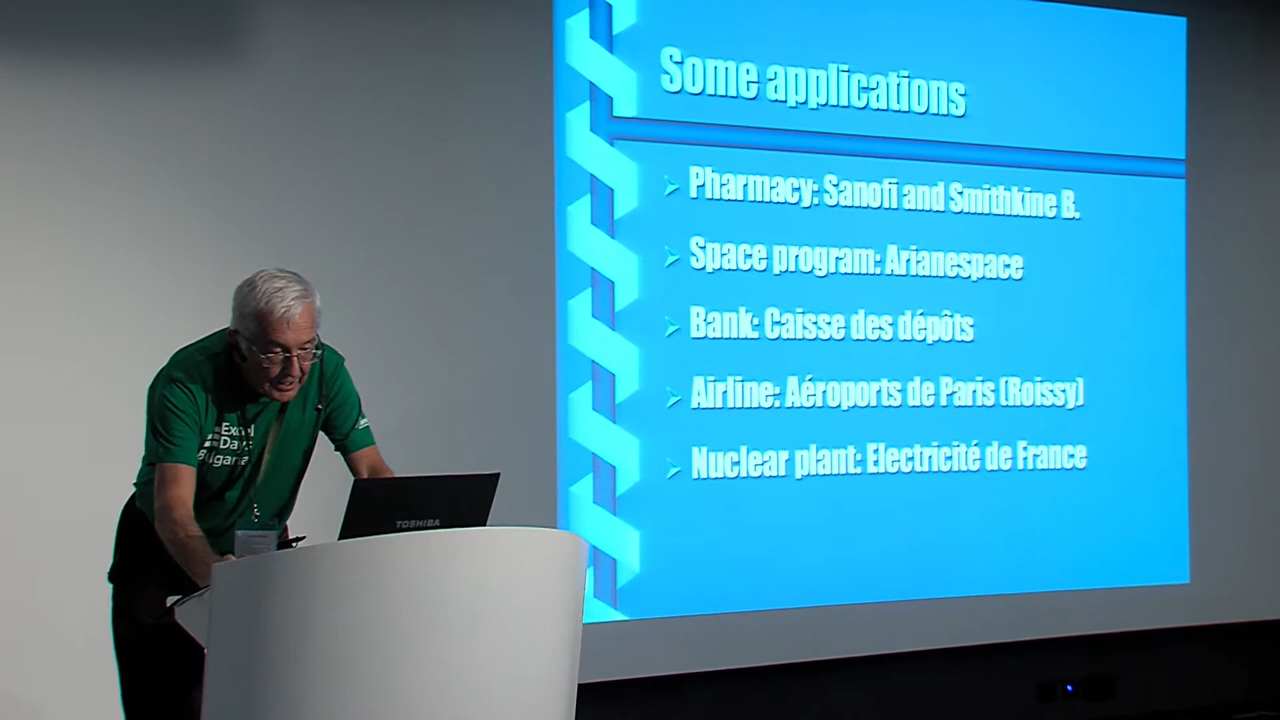 Some applications
Pharmacy: Sanofi and Smithkine B.
Space program: Arianespace
Bank: Caisse des dépôts
Airline: Aéroports de Paris (Roissy)
Nuclear plant: Electricité de France
Excel
Days
Bulgaria
TOSHIBA